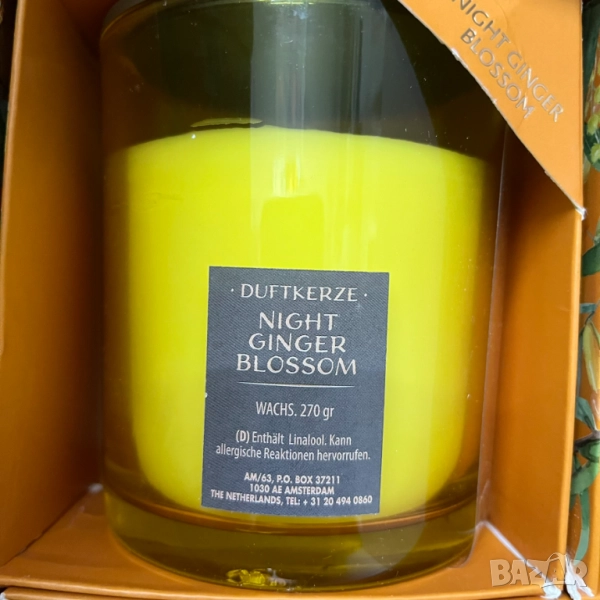 NIGHT GINGER
BLOSSOM
· DUFTKERZE ·
NIGHT
GINGER
BLOSSOM
WACHS. 270 gr
(D) Enthält Linalool. Kann
allergische Reaktionen hervorrufen.
AM/63, P.O. BOX 37211
1030 AE AMSTERDAM
THE NETHERLANDS, TEL: + 31 20 494 0860
BAZAR